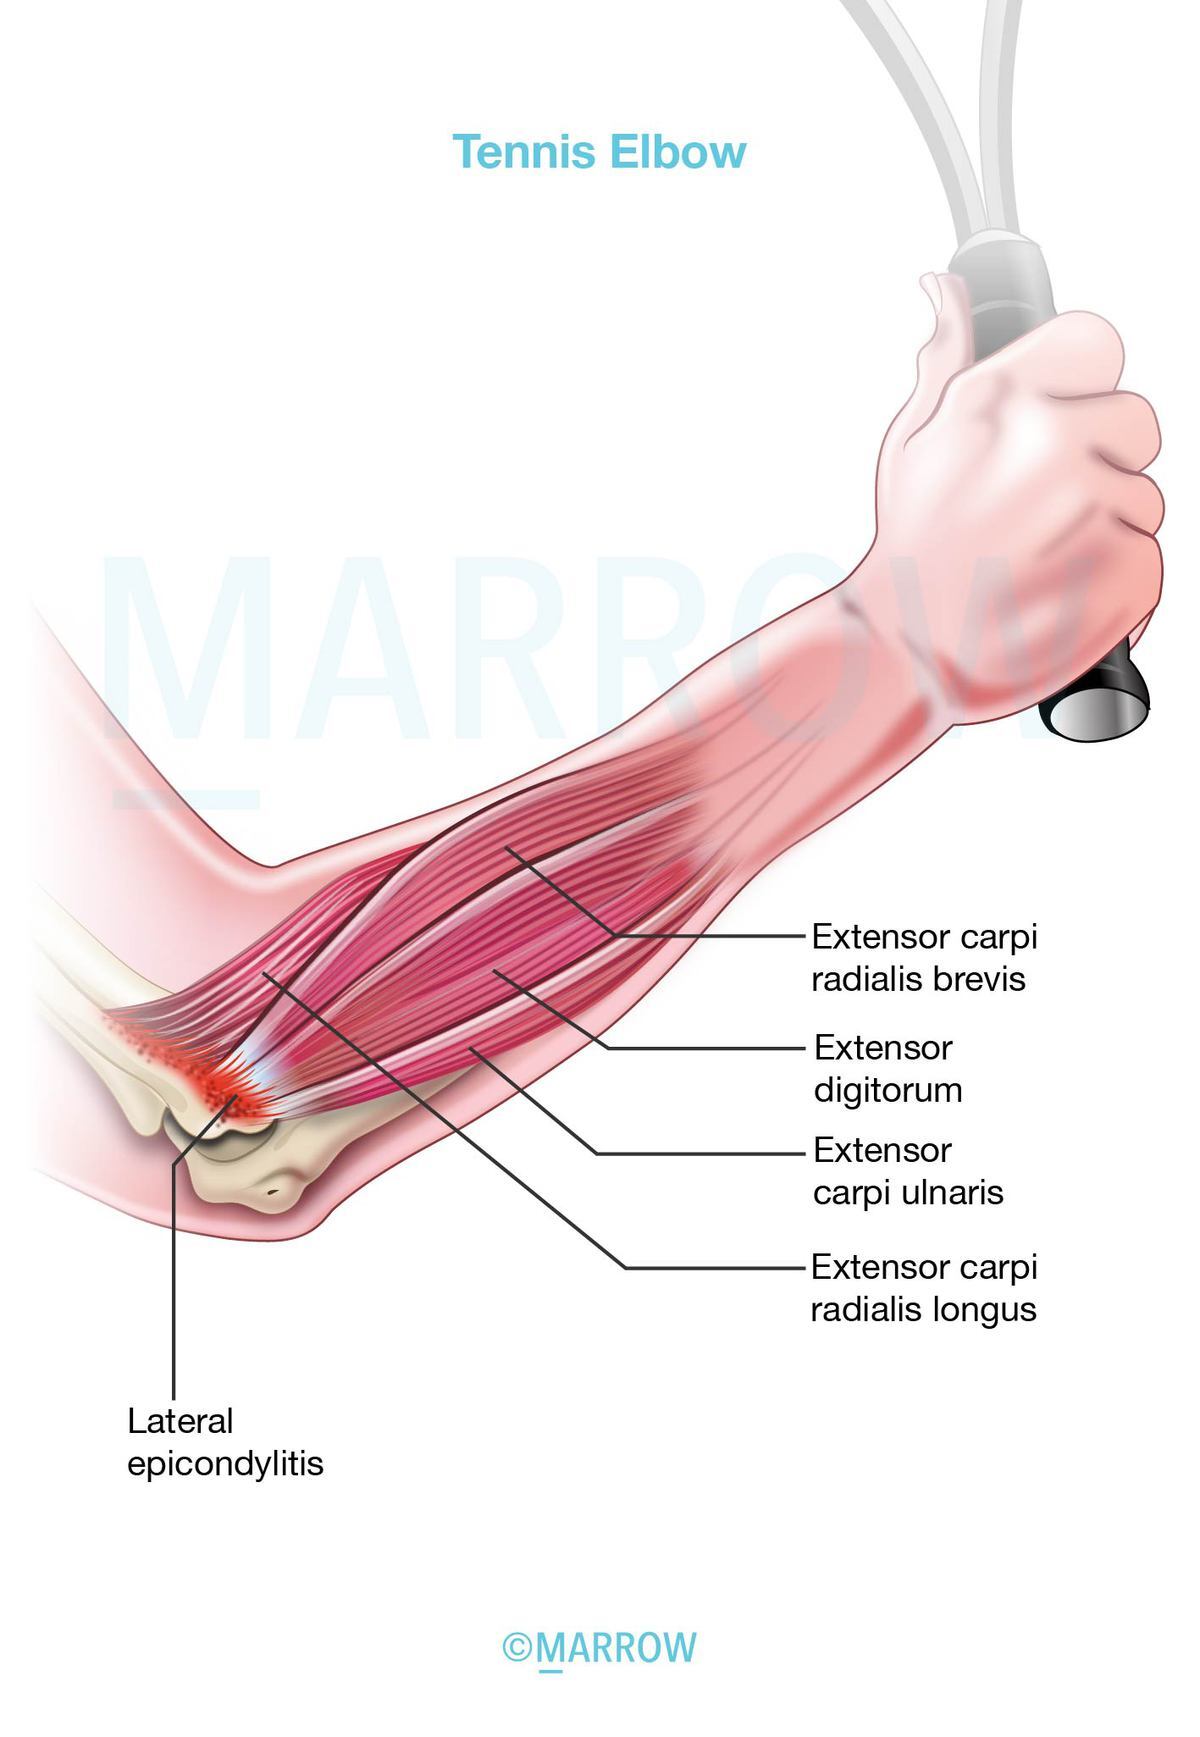 Tennis Elbow
MARROW
Extensor carpi
radialis brevis
Extensor
digitorum
Extensor
carpi ulnaris
Extensor carpi
radialis longus
Lateral
epicondylitis
©MARROW